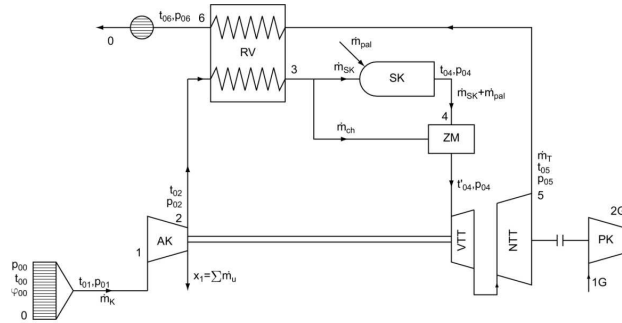 t₀₆,p₀₆
6
0
RV
3
ṁpal
ṁSK
SK
t₀₄,p₀₄
ṁSK+ṁpal
4
ZM
ṁch
t₀₂
p₀₂
2
t'₀₄,p₀₄
ṁT
t₀₅
p₀₅
5
AK
1
VTT
NTT
PK
2G
1G
p₀₀
t₀₀
φ₀₀
0
t₀₁,p₀₁
ṁK
x₁=∑ṁu